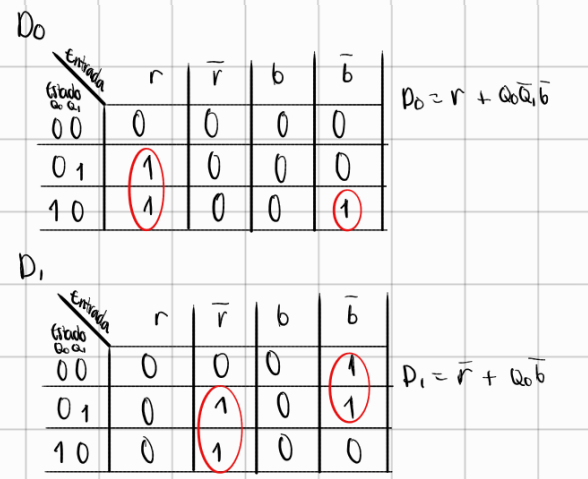 D₀
Entrada
Estado
Q₀ Q₁
r r̅ b b̅
0 0 0 0 0 0
0 1 1 0 0 0
1 0 1 0 0 1
D₀ = r + Q₀Q̅₁b̅
D₁
Entrada
Estado
Q₀ Q₁
r r̅ b b̅
0 0 0 0 0 1
0 1 0 1 0 1
1 0 0 1 0 0
D₁ = r̅ + Q₀b̅